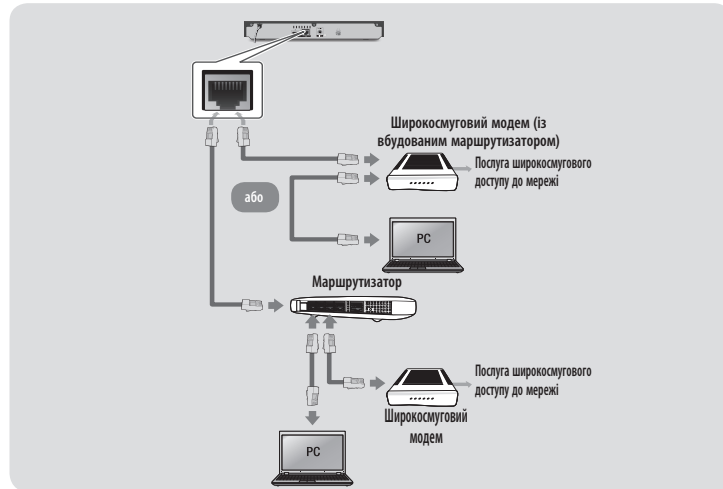 Широкосмуговий модем (із
вбудованим маршрутизатором)
Послуга широкосмугового
доступу до мережі
або
PC
Маршрутизатор
Послуга широкосмугового
доступу до мережі
Широкосмуговий
модем
PC